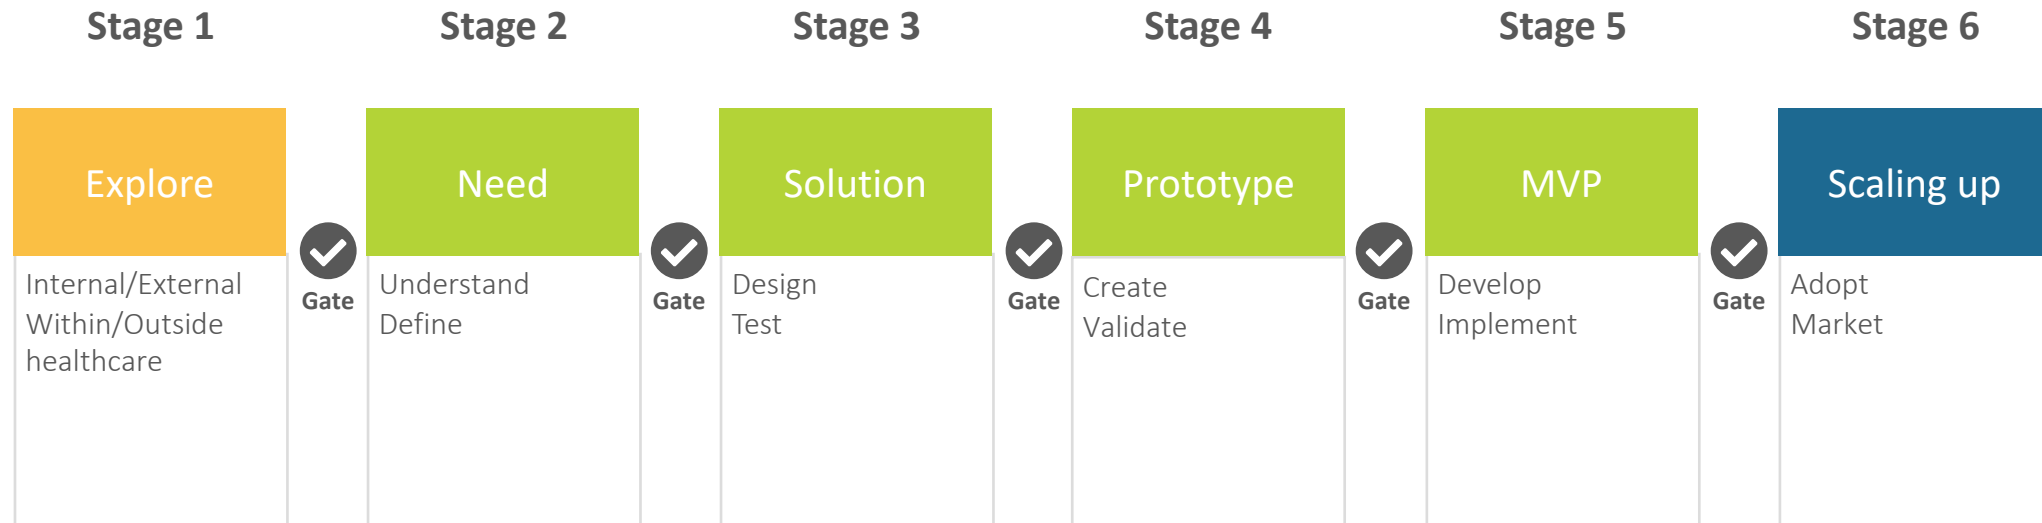 Stage 1
Stage 2
Stage 3
Stage 4
Stage 5
Stage 6
Explore
Need
Solution
Prototype
MVP
Scaling up
Internal/External
Within/Outside
healthcare
Gate
Understand
Define
Gate
Design
Test
Gate
Create
Validate
Gate
Develop
Implement
Gate
Adopt
Market